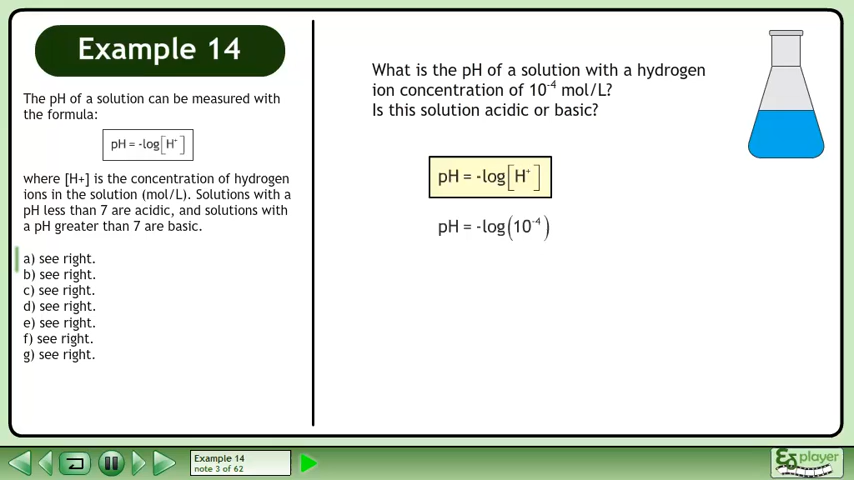 Example 14
The pH of a solution can be measured with
the formula:
pH = -log[H⁺]
where [H+] is the concentration of hydrogen
ions in the solution (mol/L). Solutions with a
pH less than 7 are acidic, and solutions with
a pH greater than 7 are basic.
a) see right.
b) see right.
c) see right.
d) see right.
e) see right.
f) see right.
g) see right.
What is the pH of a solution with a hydrogen
ion concentration of 10⁻⁴ mol/L?
Is this solution acidic or basic?
pH = -log[H⁺]
pH = -log(10⁻⁴)
Example 14
note 3 of 62
player